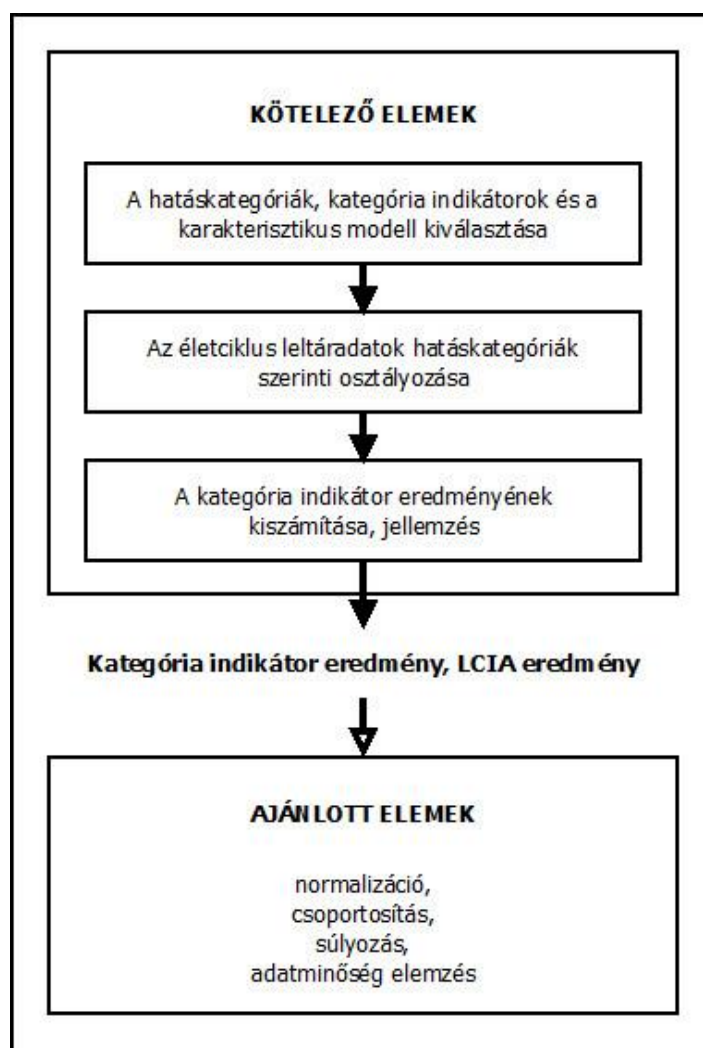 KÖTELEZŐ ELEMEK
A hatáskategóriák, kategória indikátorok és a
karakterisztikus modell kiválasztása
Az életciklus leltáradatok hatáskategóriák
szerinti osztályozása
A kategória indikátor eredményének
kiszámítása, jellemzés
Kategória indikátor eredmény, LCIA eredmény
AJÁNLOTT ELEMEK
normalizáció,
csoportosítás,
súlyozás,
adatminőség elemzés